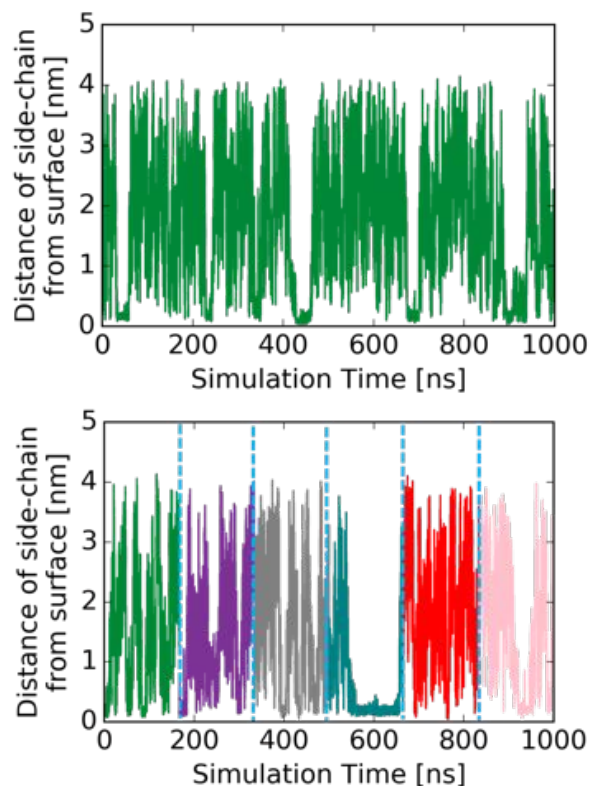 5
4
3
2
1
0
Distance of side-chain
from surface [nm]
0 200 400 600 800 1000
Simulation Time [ns]
5
4
3
2
1
0
Distance of side-chain
from surface [nm]
0 200 400 600 800 1000
Simulation Time [ns]